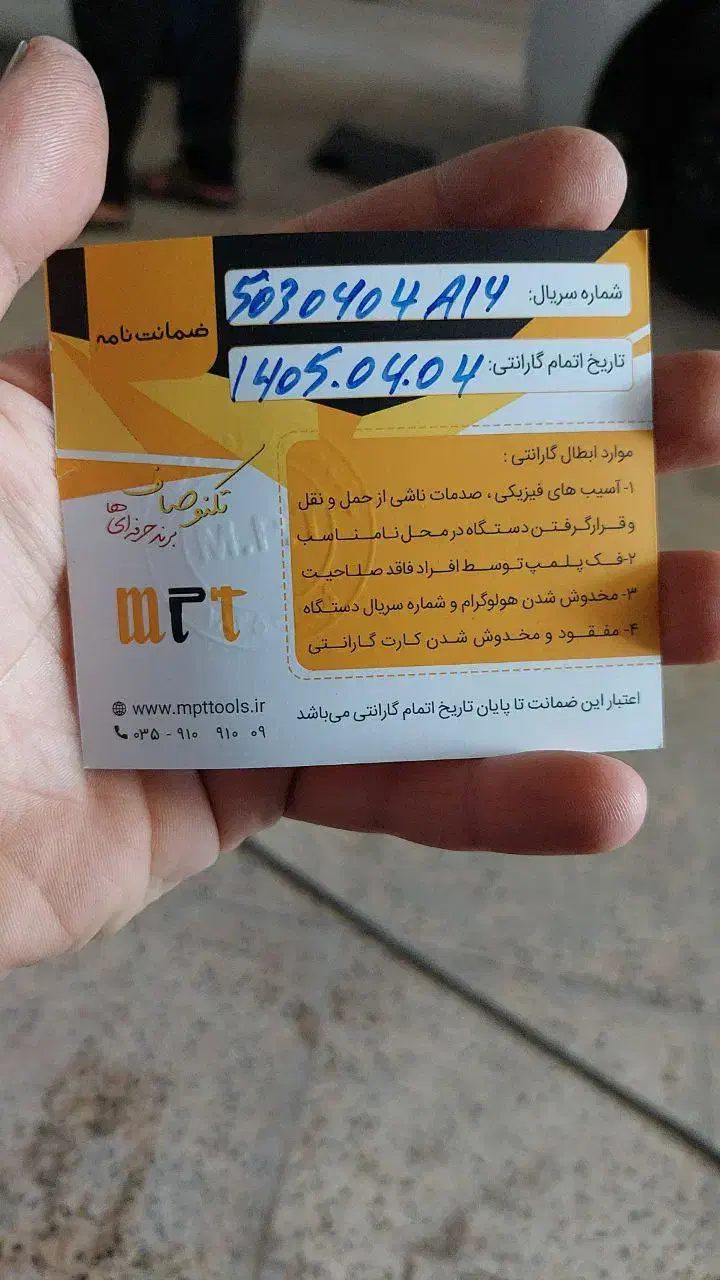 ضمانت نامه
شماره سریال: 5030404A14
تاریخ اتمام گارانتی: 1405.04.04
موارد ابطال گارانتی :
۱- آسیب های فیزیکی ، صدمات ناشی از حمل و نقل
و قرارگرفتن دستگاه در محل نامناسب
۲-فک پلمپ توسط افراد فاقد صلاحیت
۳- مخدوش شدن هولوگرام و شماره سریال دستگاه
۴- مفقود و مخدوش شدن کارت گارانتی
تکنو صاف
برند حرفه‌ای ها
mpt
www.mpttools.ir
۰۳۵ - ۹۱۰ ۹۱۰ ۰۹
اعتبار این ضمانت تا پایان تاریخ اتمام گارانتی می‌باشد